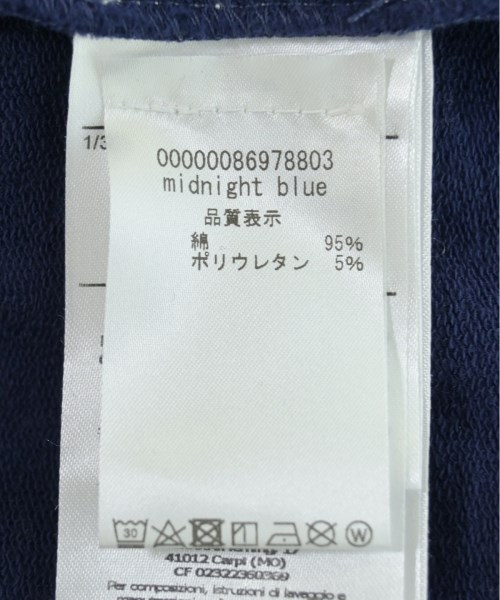 1/3
00000086978803
midnight blue
品質表示
綿 95%
ポリウレタン 5%
30
W
41012 Carpi (MO)
CF 02322360369
Per composizioni, istruzioni di lavaggio e